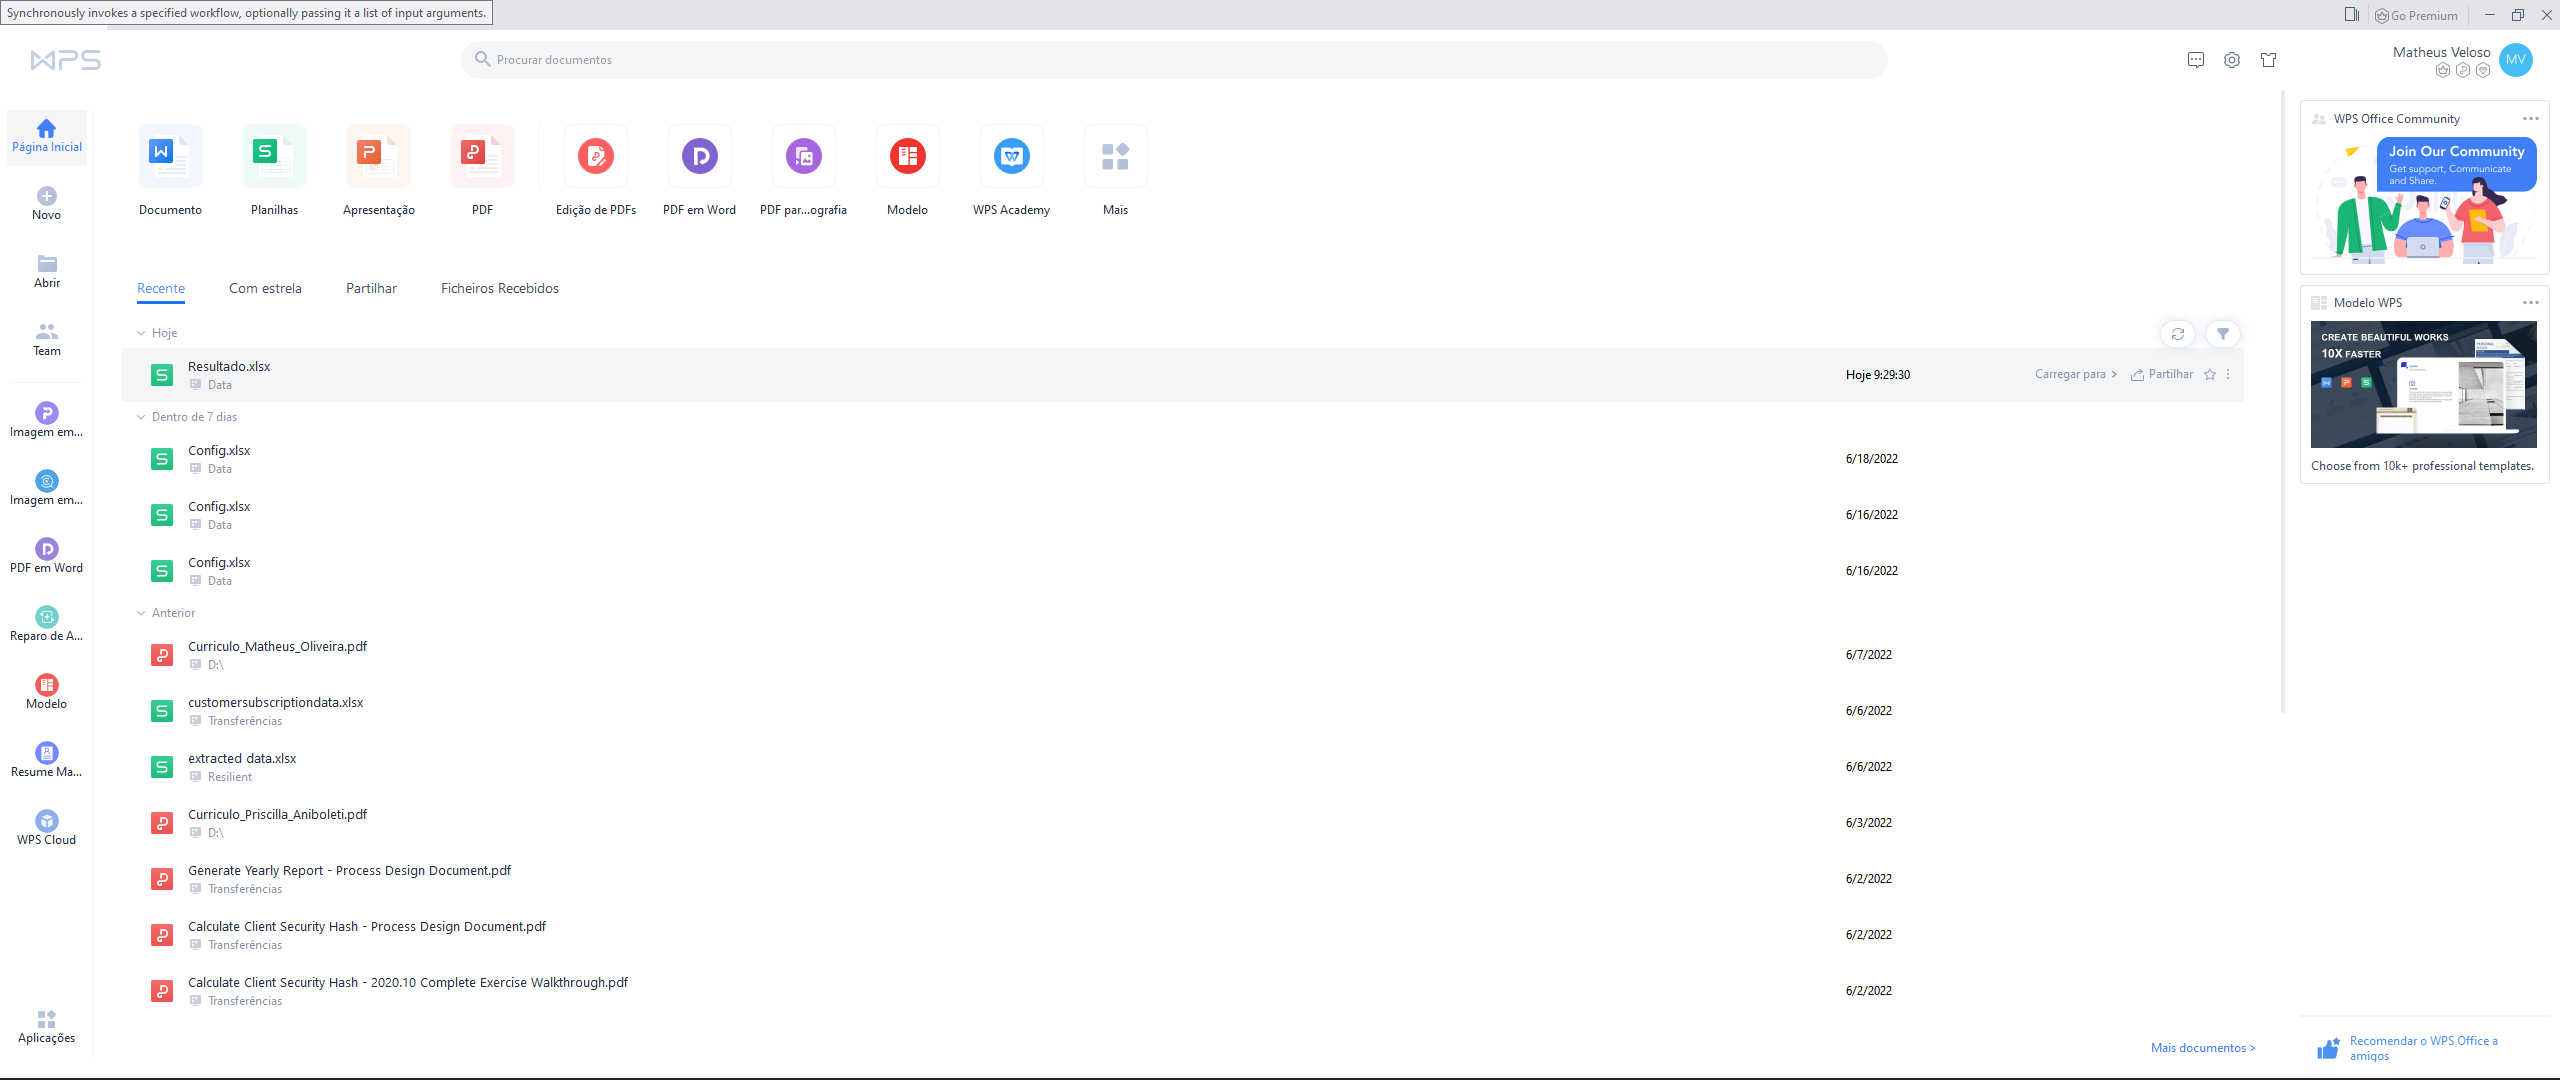 Synchronously invokes a specified workflow, optionally passing it a list of input arguments.
Go Premium
WPS
Procurar documentos
Matheus Veloso
MV
Página Inicial
Novo
Abrir
Team
Imagem em...
Imagem em...
PDF em Word
Reparo de A...
Modelo
Resume Ma...
WPS Cloud
Aplicações
Documento
Planilhas
Apresentação
PDF
Edição de PDFs
PDF em Word
PDF par...ografia
Modelo
WPS Academy
Mais
Recente
Com estrela
Partilhar
Ficheiros Recebidos
Hoje
Resultado.xlsx
Data
Hoje 9:29:30
Carregar para
Partilhar
Dentro de 7 dias
Config.xlsx
Data
6/18/2022
Config.xlsx
Data
6/16/2022
Config.xlsx
Data
6/16/2022
Anterior
Curriculo_Matheus_Oliveira.pdf
D:\
6/7/2022
customersubscriptiondata.xlsx
Transferências
6/6/2022
extracted data.xlsx
Resilient
6/6/2022
Curriculo_Priscilla_Aniboleti.pdf
D:\
6/3/2022
Generate Yearly Report - Process Design Document.pdf
Transferências
6/2/2022
Calculate Client Security Hash - Process Design Document.pdf
Transferências
6/2/2022
Calculate Client Security Hash - 2020.10 Complete Exercise Walkthrough.pdf
Transferências
6/2/2022
Mais documentos >
WPS Office Community
Join Our Community
Get support, Communicate
and Share.
Modelo WPS
CREATE BEAUTIFUL WORKS
10X FASTER
Choose from 10k+ professional templates.
Recomendar o WPS Office a
amigos